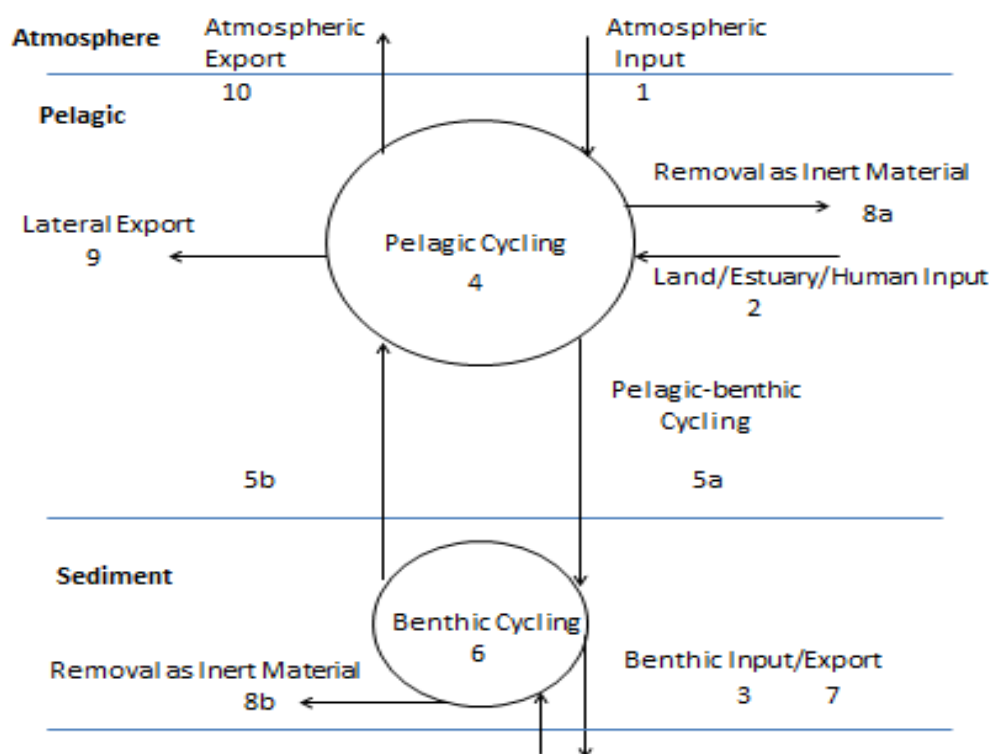 Atmosphere
Atmospheric
Export
10
Atmospheric
Input
1
Pelagic
Removal as Inert Material
8a
Lateral Export
9
Pelagic Cycling
4
Land/Estuary/Human Input
2
Pelagic-benthic
Cycling
5b
5a
Sediment
Benthic Cycling
6
Benthic Input/Export
3 7
Removal as Inert Material
8b